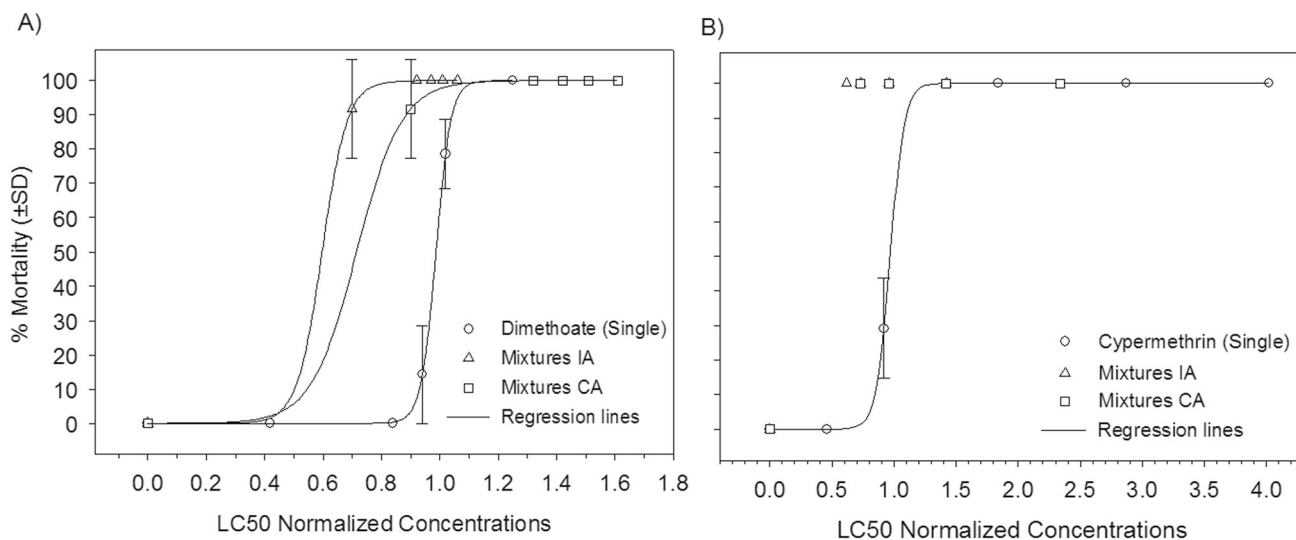 A)
% Mortality (±SD)
100
90
80
70
60
50
40
30
20
10
0
Dimethoate (Single)
Mixtures IA
Mixtures CA
Regression lines
0.0 0.2 0.4 0.6 0.8 1.0 1.2 1.4 1.6 1.8
LC50 Normalized Concentrations
B)
Cypermethrin (Single)
Mixtures IA
Mixtures CA
Regression lines
0.0 0.5 1.0 1.5 2.0 2.5 3.0 3.5 4.0
LC50 Normalized Concentrations